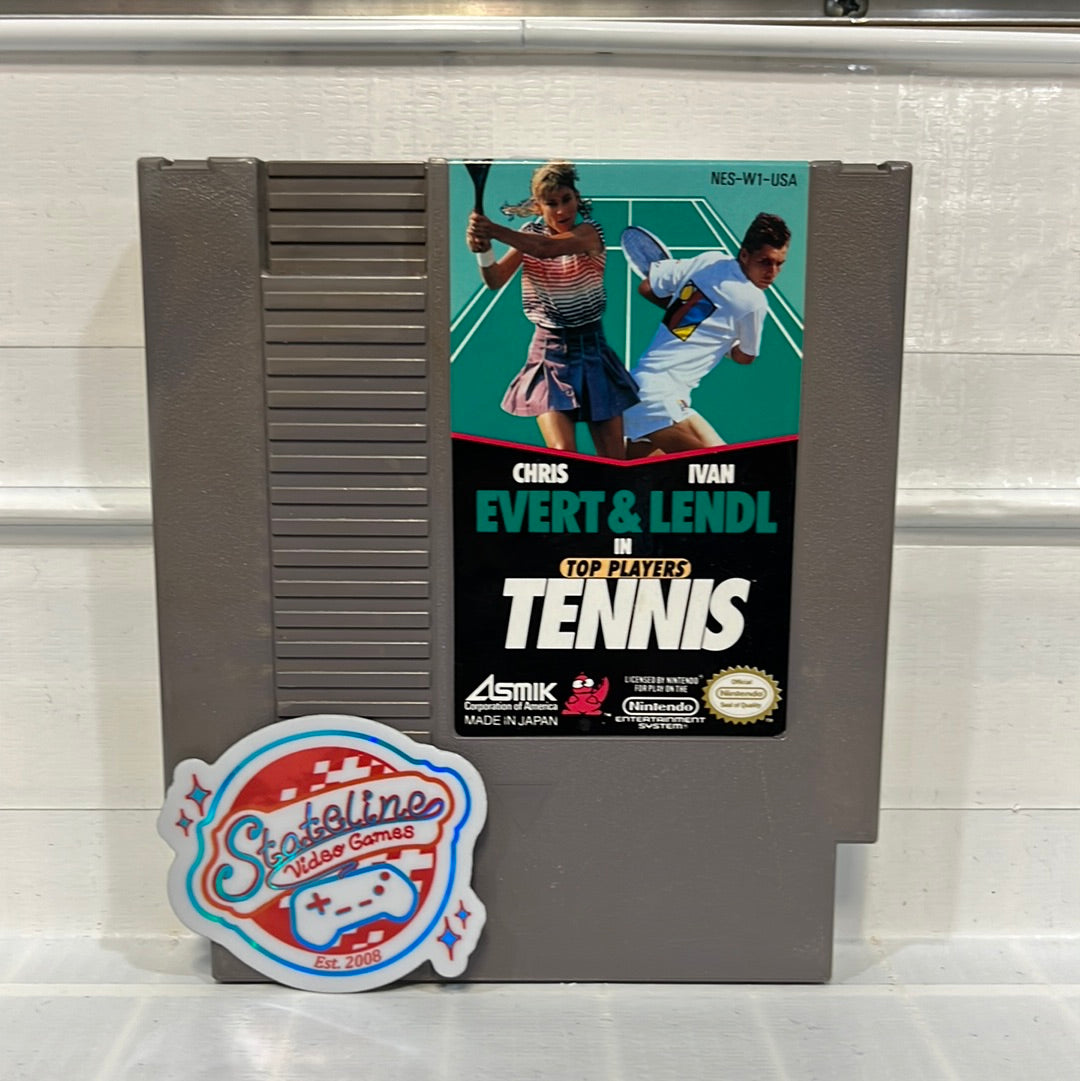 NES-W1-USA
CHRIS IVAN
EVERT & LENDL
IN
TOP PLAYERS
TENNIS™
ASMIK
Corporation of America
MADE IN JAPAN
LICENSED BY NINTENDO
FOR PLAY ON THE
Nintendo
ENTERTAINMENT
SYSTEM®
Official
Nintendo
Seal of Quality
Stateline
Video Games
Est. 2008